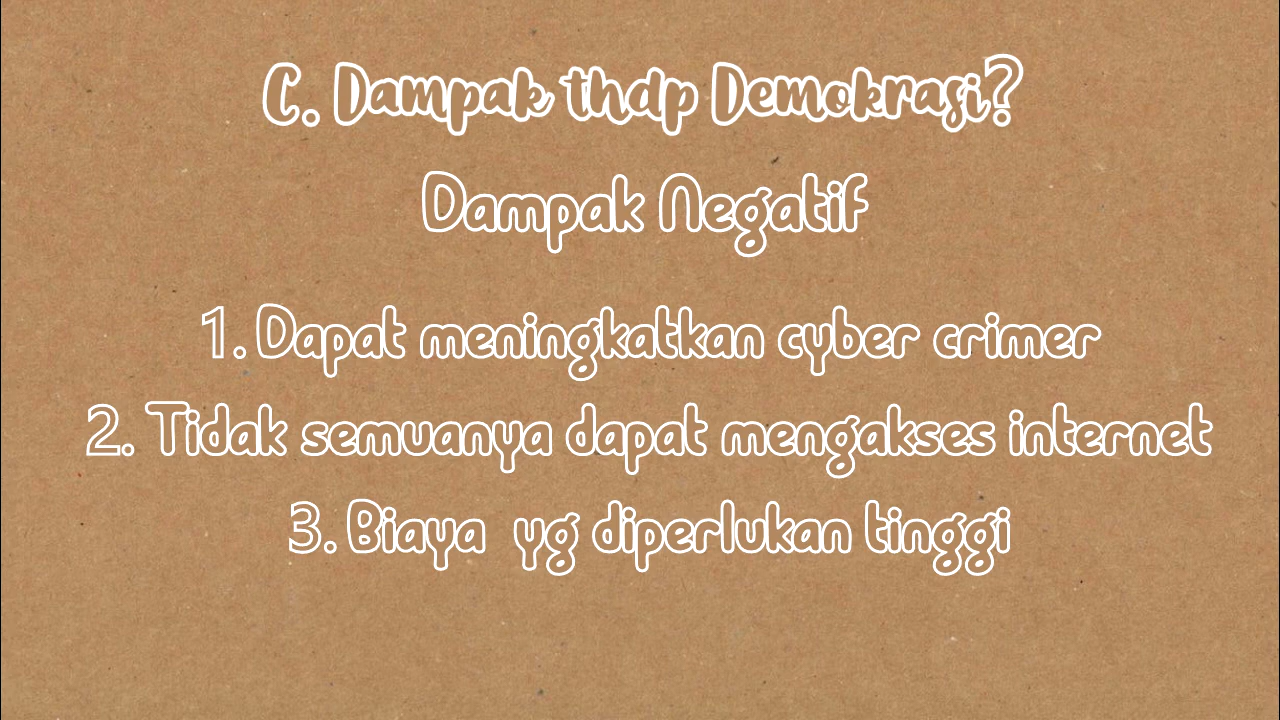 C. Dampak thdp Demokrasi?
Dampak Negatif
1. Dapat meningkatkan cyber crimer
2. Tidak semuanya dapat mengakses internet
3. Biaya yg diperlukan tinggi